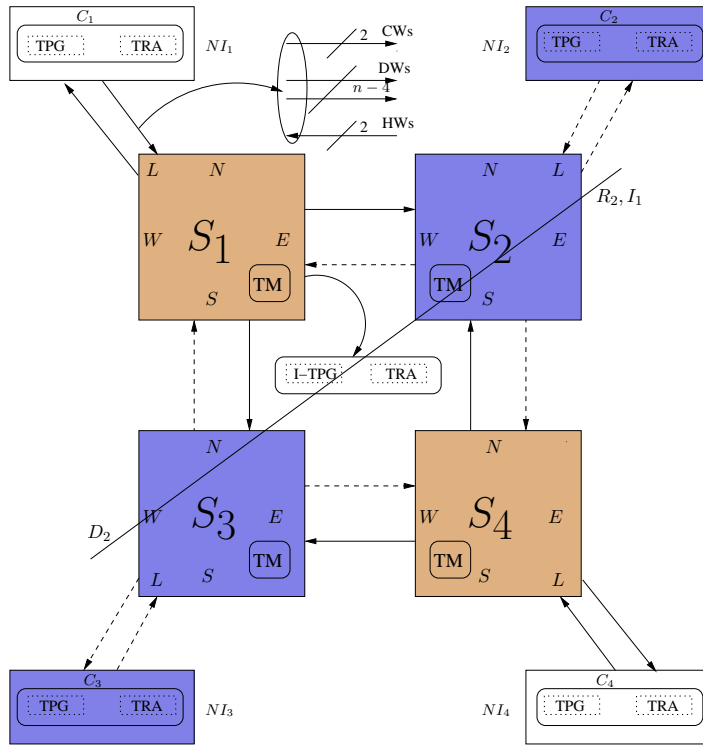 C1
TPG TRA
NI1
2 CWs
DWs
n − 4
2 HWs
NI2
C2
TPG TRA
L N
W S1 E
S TM
N L
W S2 E
TM
S
R2, I1
I−TPG TRA
N
W S3 E
L S TM
D2
N
W S4 E
TM
S L
C3
TPG TRA
NI3
NI4
C4
TPG TRA